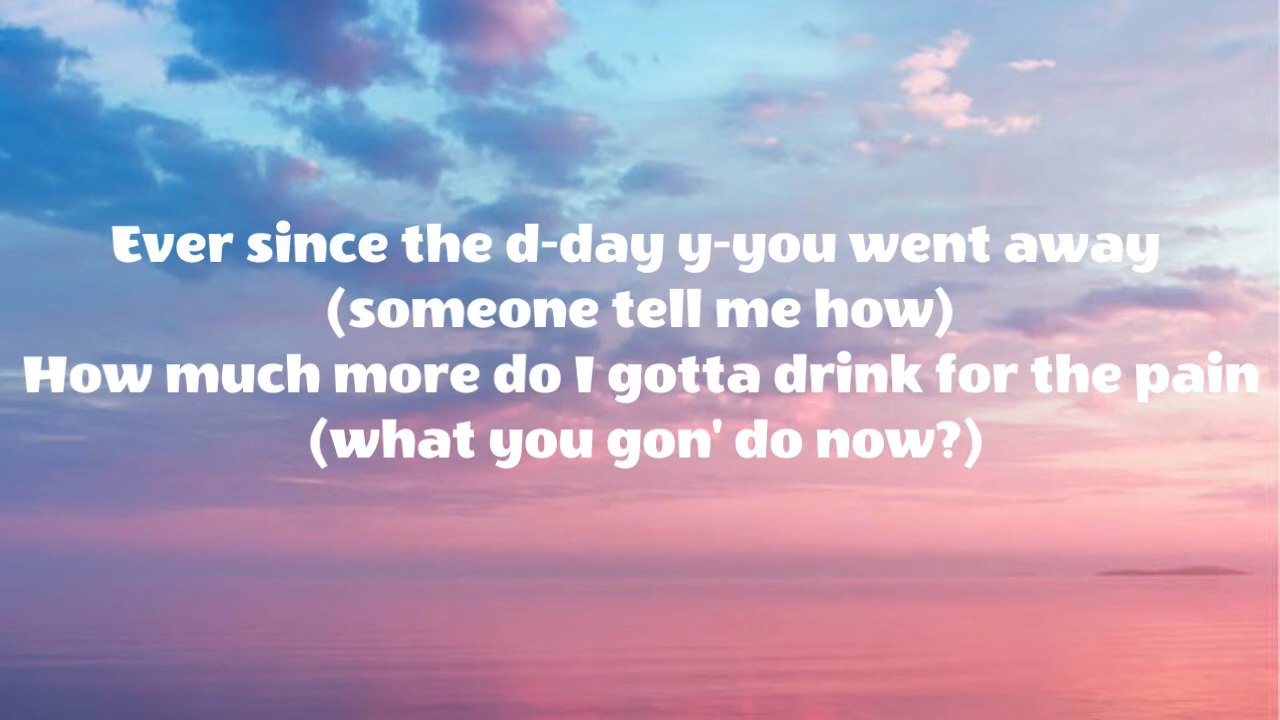 Ever since the d-day y-you went away
(someone tell me how)
How much more do I gotta drink for the pain
(what you gon' do now?)